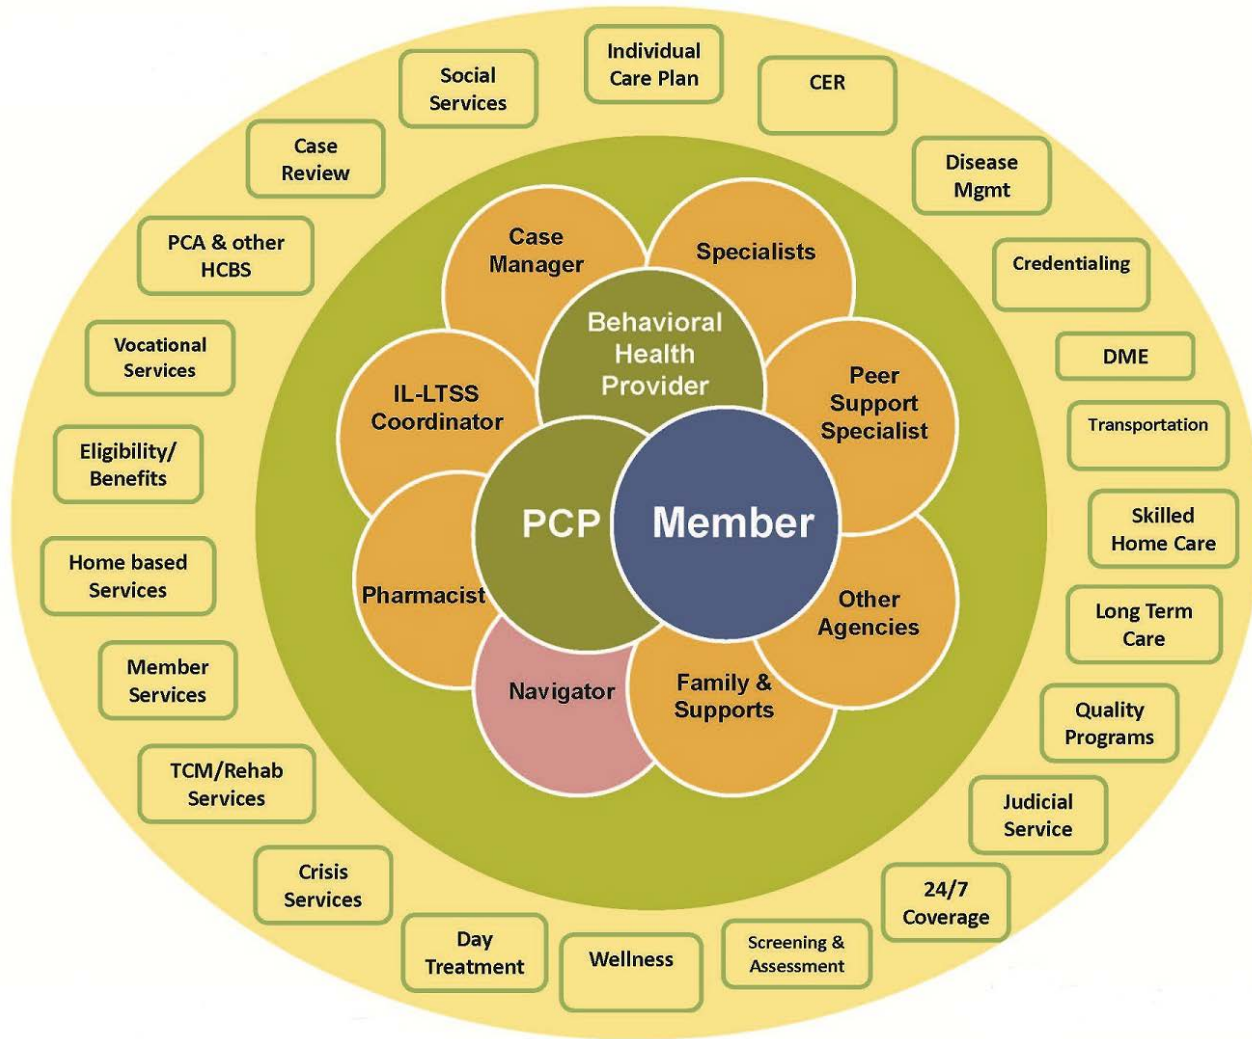 Individual
Care Plan
CER
Disease
Mgmt
Credentialing
DME
Transportation
Skilled
Home Care
Long Term
Care
Quality
Programs
Judicial
Service
24/7
Coverage
Screening &
Assessment
Wellness
Day
Treatment
Crisis
Services
TCM/Rehab
Services
Member
Services
Home based
Services
Eligibility/
Benefits
Vocational
Services
PCA & other
HCBS
Case
Review
Social
Services
Case
Manager
Specialists
Behavioral
Health
Provider
Peer
Support
Specialist
IL-LTSS
Coordinator
PCP
Member
Pharmacist
Other
Agencies
Navigator
Family &
Supports